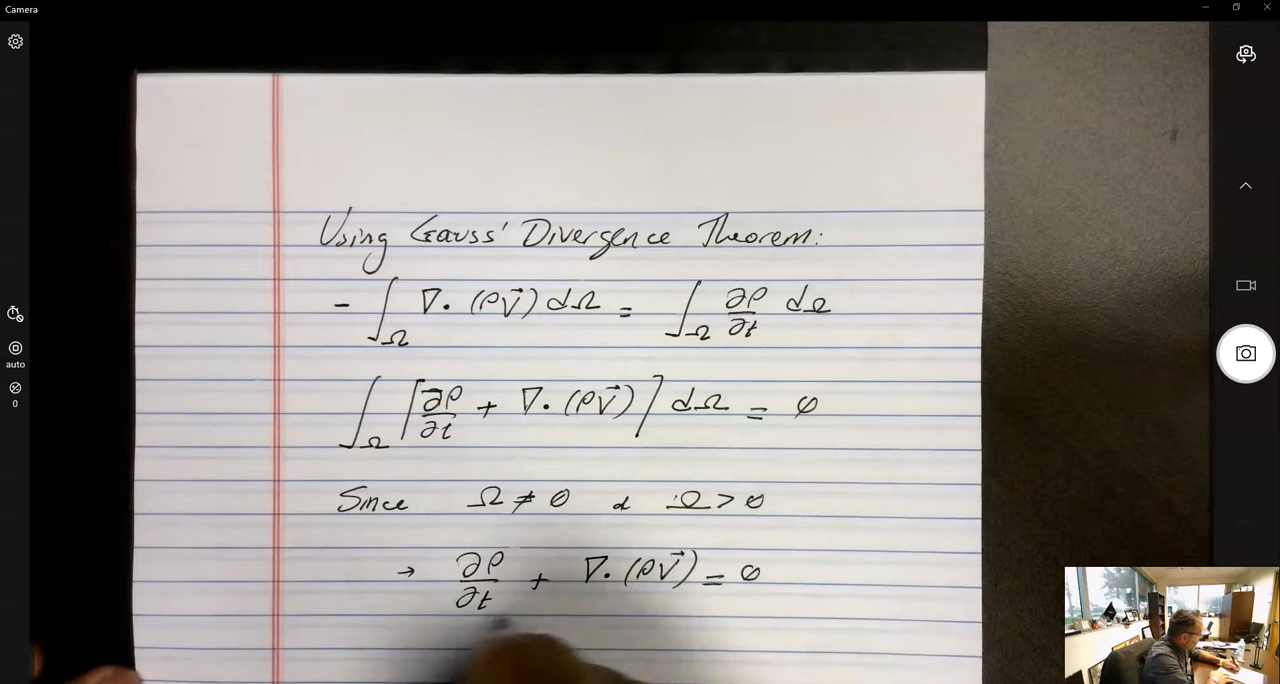 Camera
Using Gauss' Divergence Theorem:
- ∫_Ω ∇·(ρV⃗) dΩ = ∫_Ω ∂ρ/∂t dΩ
∫_Ω [∂ρ/∂t + ∇·(ρV⃗)] dΩ = 0
Since Ω ≠ 0 & Ω > 0
→ ∂ρ/∂t + ∇·(ρV⃗) = 0
auto
0